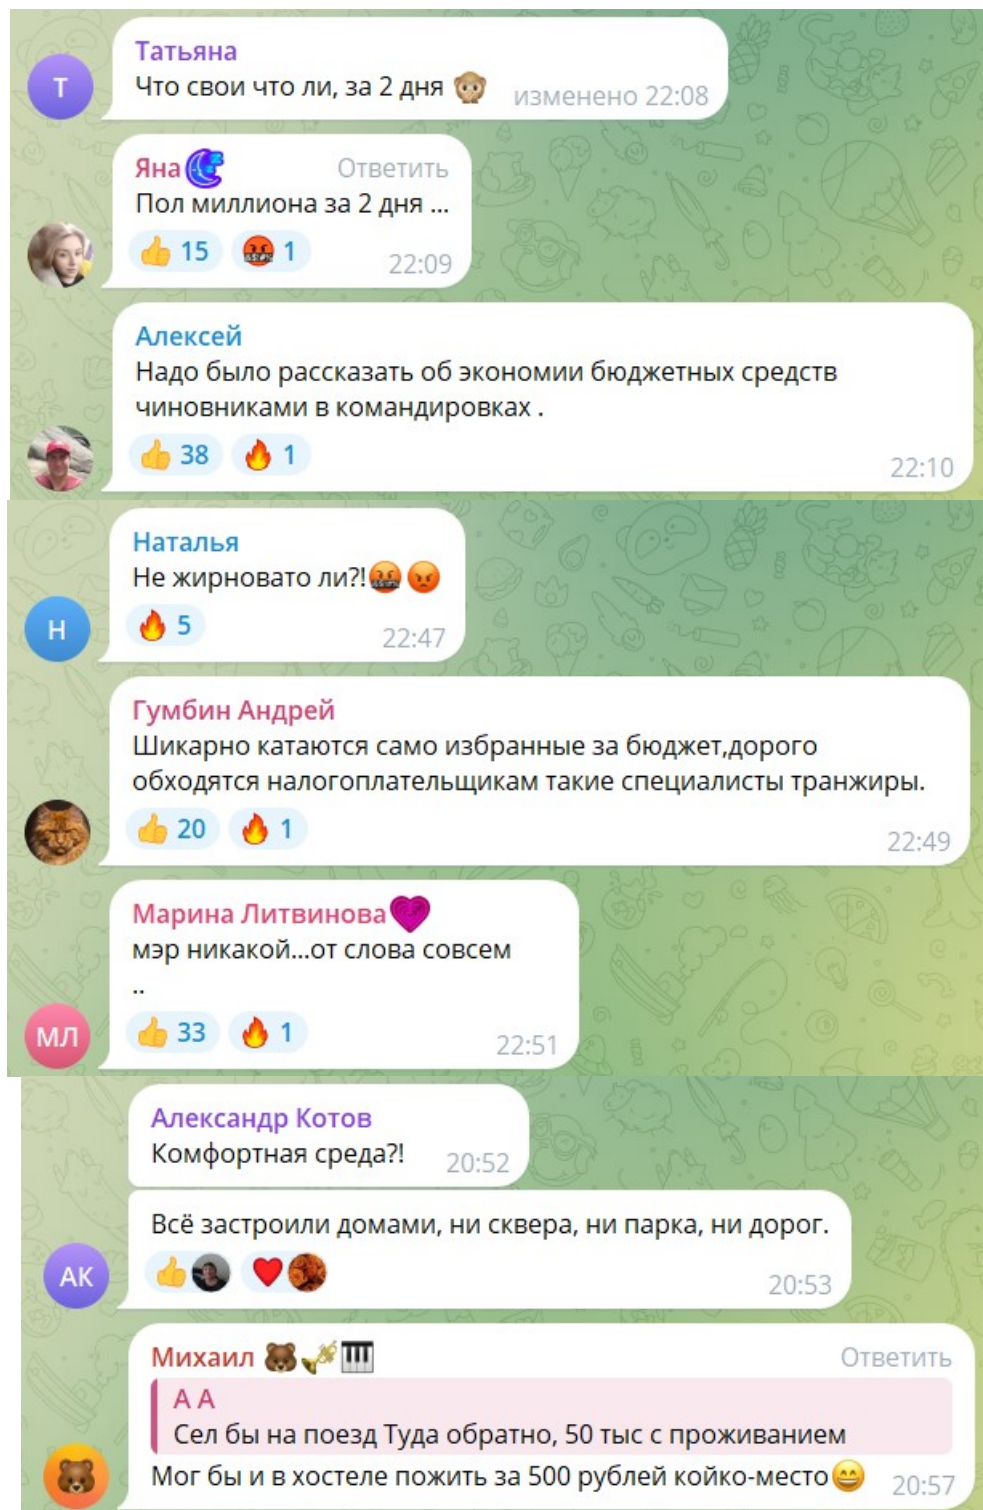 Татьяна
Что свои что ли, за 2 дня 🙊
изменено 22:08
Т
Яна
Ответить
Пол миллиона за 2 дня ...
👍 15 🤬 1
22:09
Алексей
Надо было рассказать об экономии бюджетных средств
чиновниками в командировках .
👍 38 🔥 1
22:10
Наталья
Не жирновато ли?!🤬😡
Н
🔥 5
22:47
Гумбин Андрей
Шикарно катаются само избранные за бюджет,дорого
обходятся налогоплательщикам такие специалисты транжиры.
👍 20 🔥 1
22:49
Марина Литвинова
мэр никакой...от слова совсем
..
МЛ
👍 33 🔥 1
22:51
Александр Котов
Комфортная среда?!
20:52
Всё застроили домами, ни сквера, ни парка, ни дорог.
АК
👍 ❤️
20:53
Михаил 🐻🎺🎹
Ответить
А А
Сел бы на поезд Туда обратно, 50 тыс с проживанием
Мог бы и в хостеле пожить за 500 рублей койко-место😄
20:57